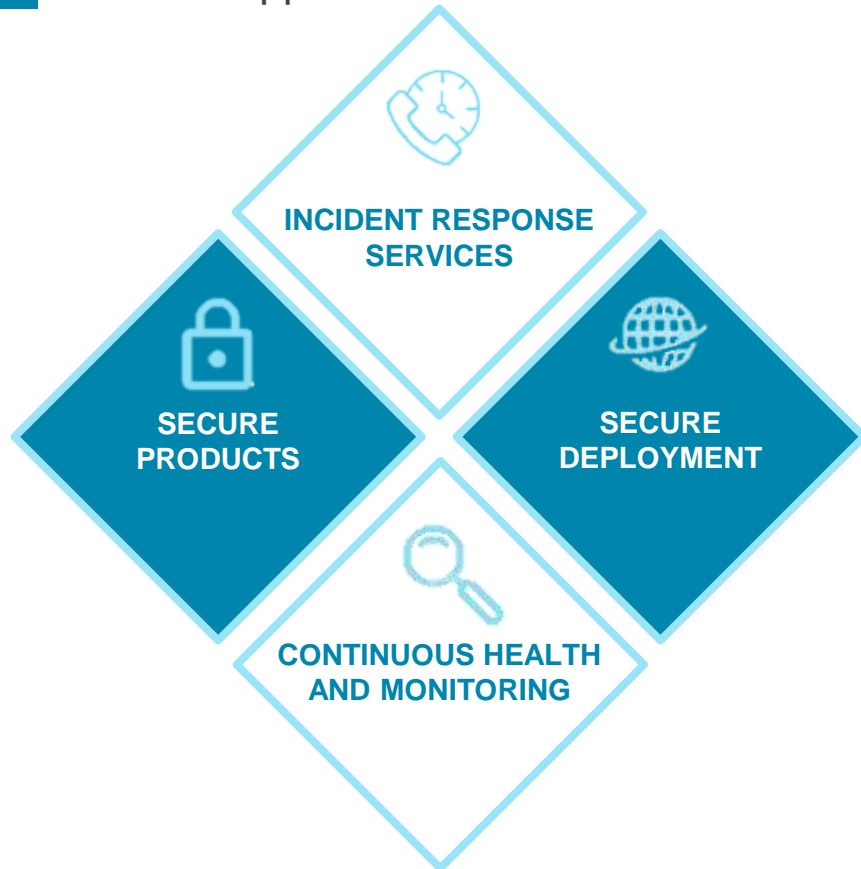 INCIDENT RESPONSE
SERVICES
SECURE
PRODUCTS
SECURE
DEPLOYMENT
CONTINUOUS HEALTH
AND MONITORING